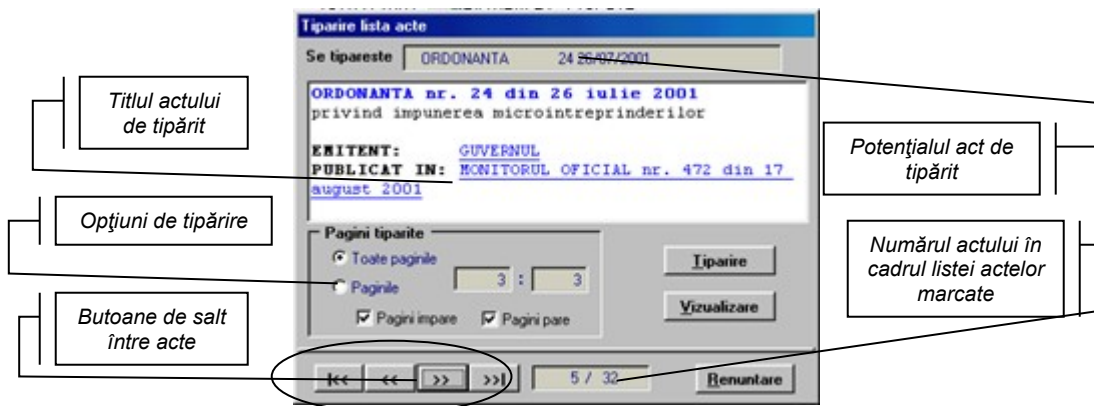 Tiparire lista acte
Se tipareste ORDONANTA 24 26/07/2001
ORDONANTA nr. 24 din 26 iulie 2001
privind impunerea microintreprinderilor
EMITENT: GUVERNUL
PUBLICAT IN: MONITORUL OFICIAL nr. 472 din 17
august 2001
Pagini tiparite
Toate paginile
Paginile 3 : 3
Pagini impare Pagini pare
Tiparire
Vizualizare
|<< << >> >>| 5 / 32 Renuntare
Titlul actului
de tipărit
Opţiuni de tipărire
Butoane de salt
între acte
Potenţialul act de
tipărit
Numărul actului în
cadrul listei actelor
marcate